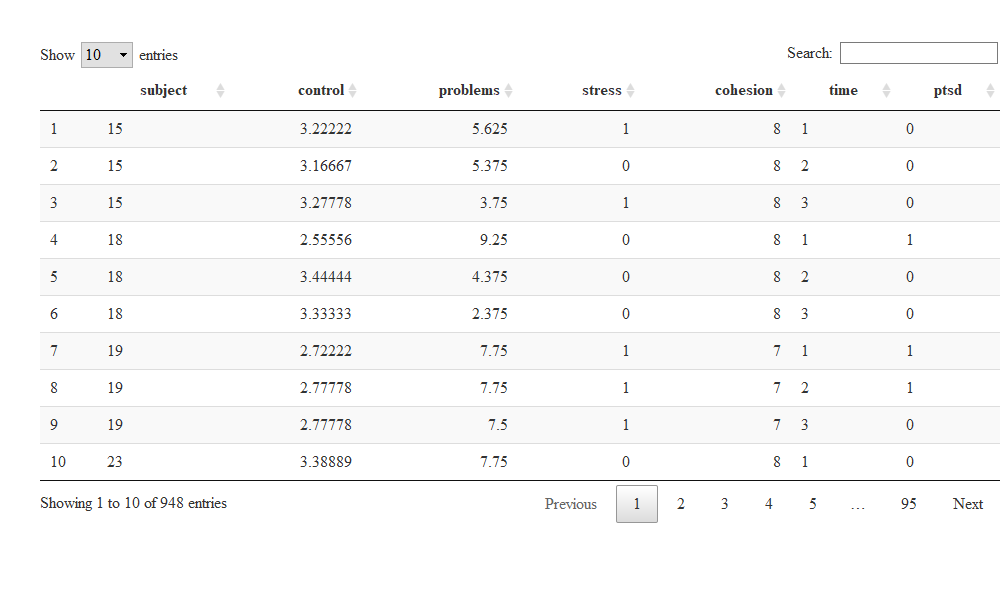 Show 10 entries Search:
subject control problems stress cohesion time ptsd
1 15 3.22222 5.625 1 8 1 0
2 15 3.16667 5.375 0 8 2 0
3 15 3.27778 3.75 1 8 3 0
4 18 2.55556 9.25 0 8 1 1
5 18 3.44444 4.375 0 8 2 0
6 18 3.33333 2.375 0 8 3 0
7 19 2.72222 7.75 1 7 1 1
8 19 2.77778 7.75 1 7 2 1
9 19 2.77778 7.5 1 7 3 0
10 23 3.38889 7.75 0 8 1 0
Showing 1 to 10 of 948 entries Previous 1 2 3 4 5 … 95 Next